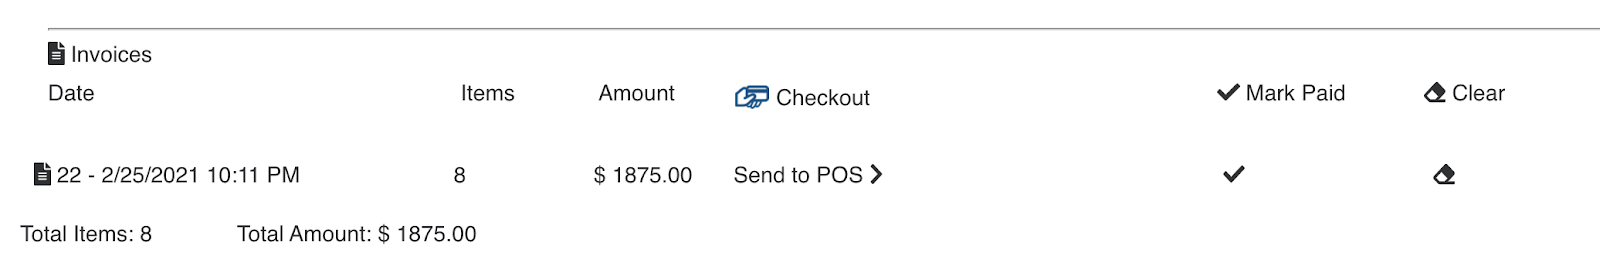 Invoices
Date Items Amount Checkout Mark Paid Clear
22 - 2/25/2021 10:11 PM 8 $ 1875.00 Send to POS
Total Items: 8 Total Amount: $ 1875.00